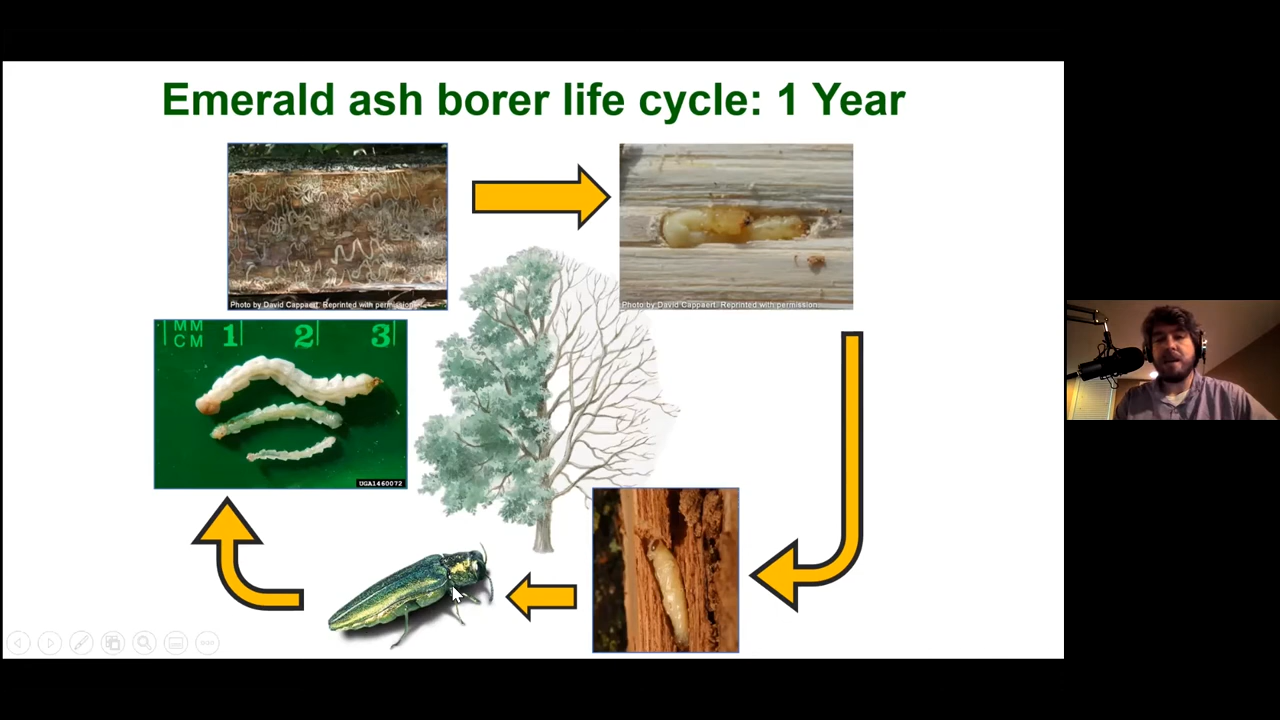 Emerald ash borer life cycle: 1 Year
Photo by David Cappaert. Reprinted with permission.
Photo by David Cappaert. Reprinted with permission.
MM
CM 1 2 3
UGA1460072